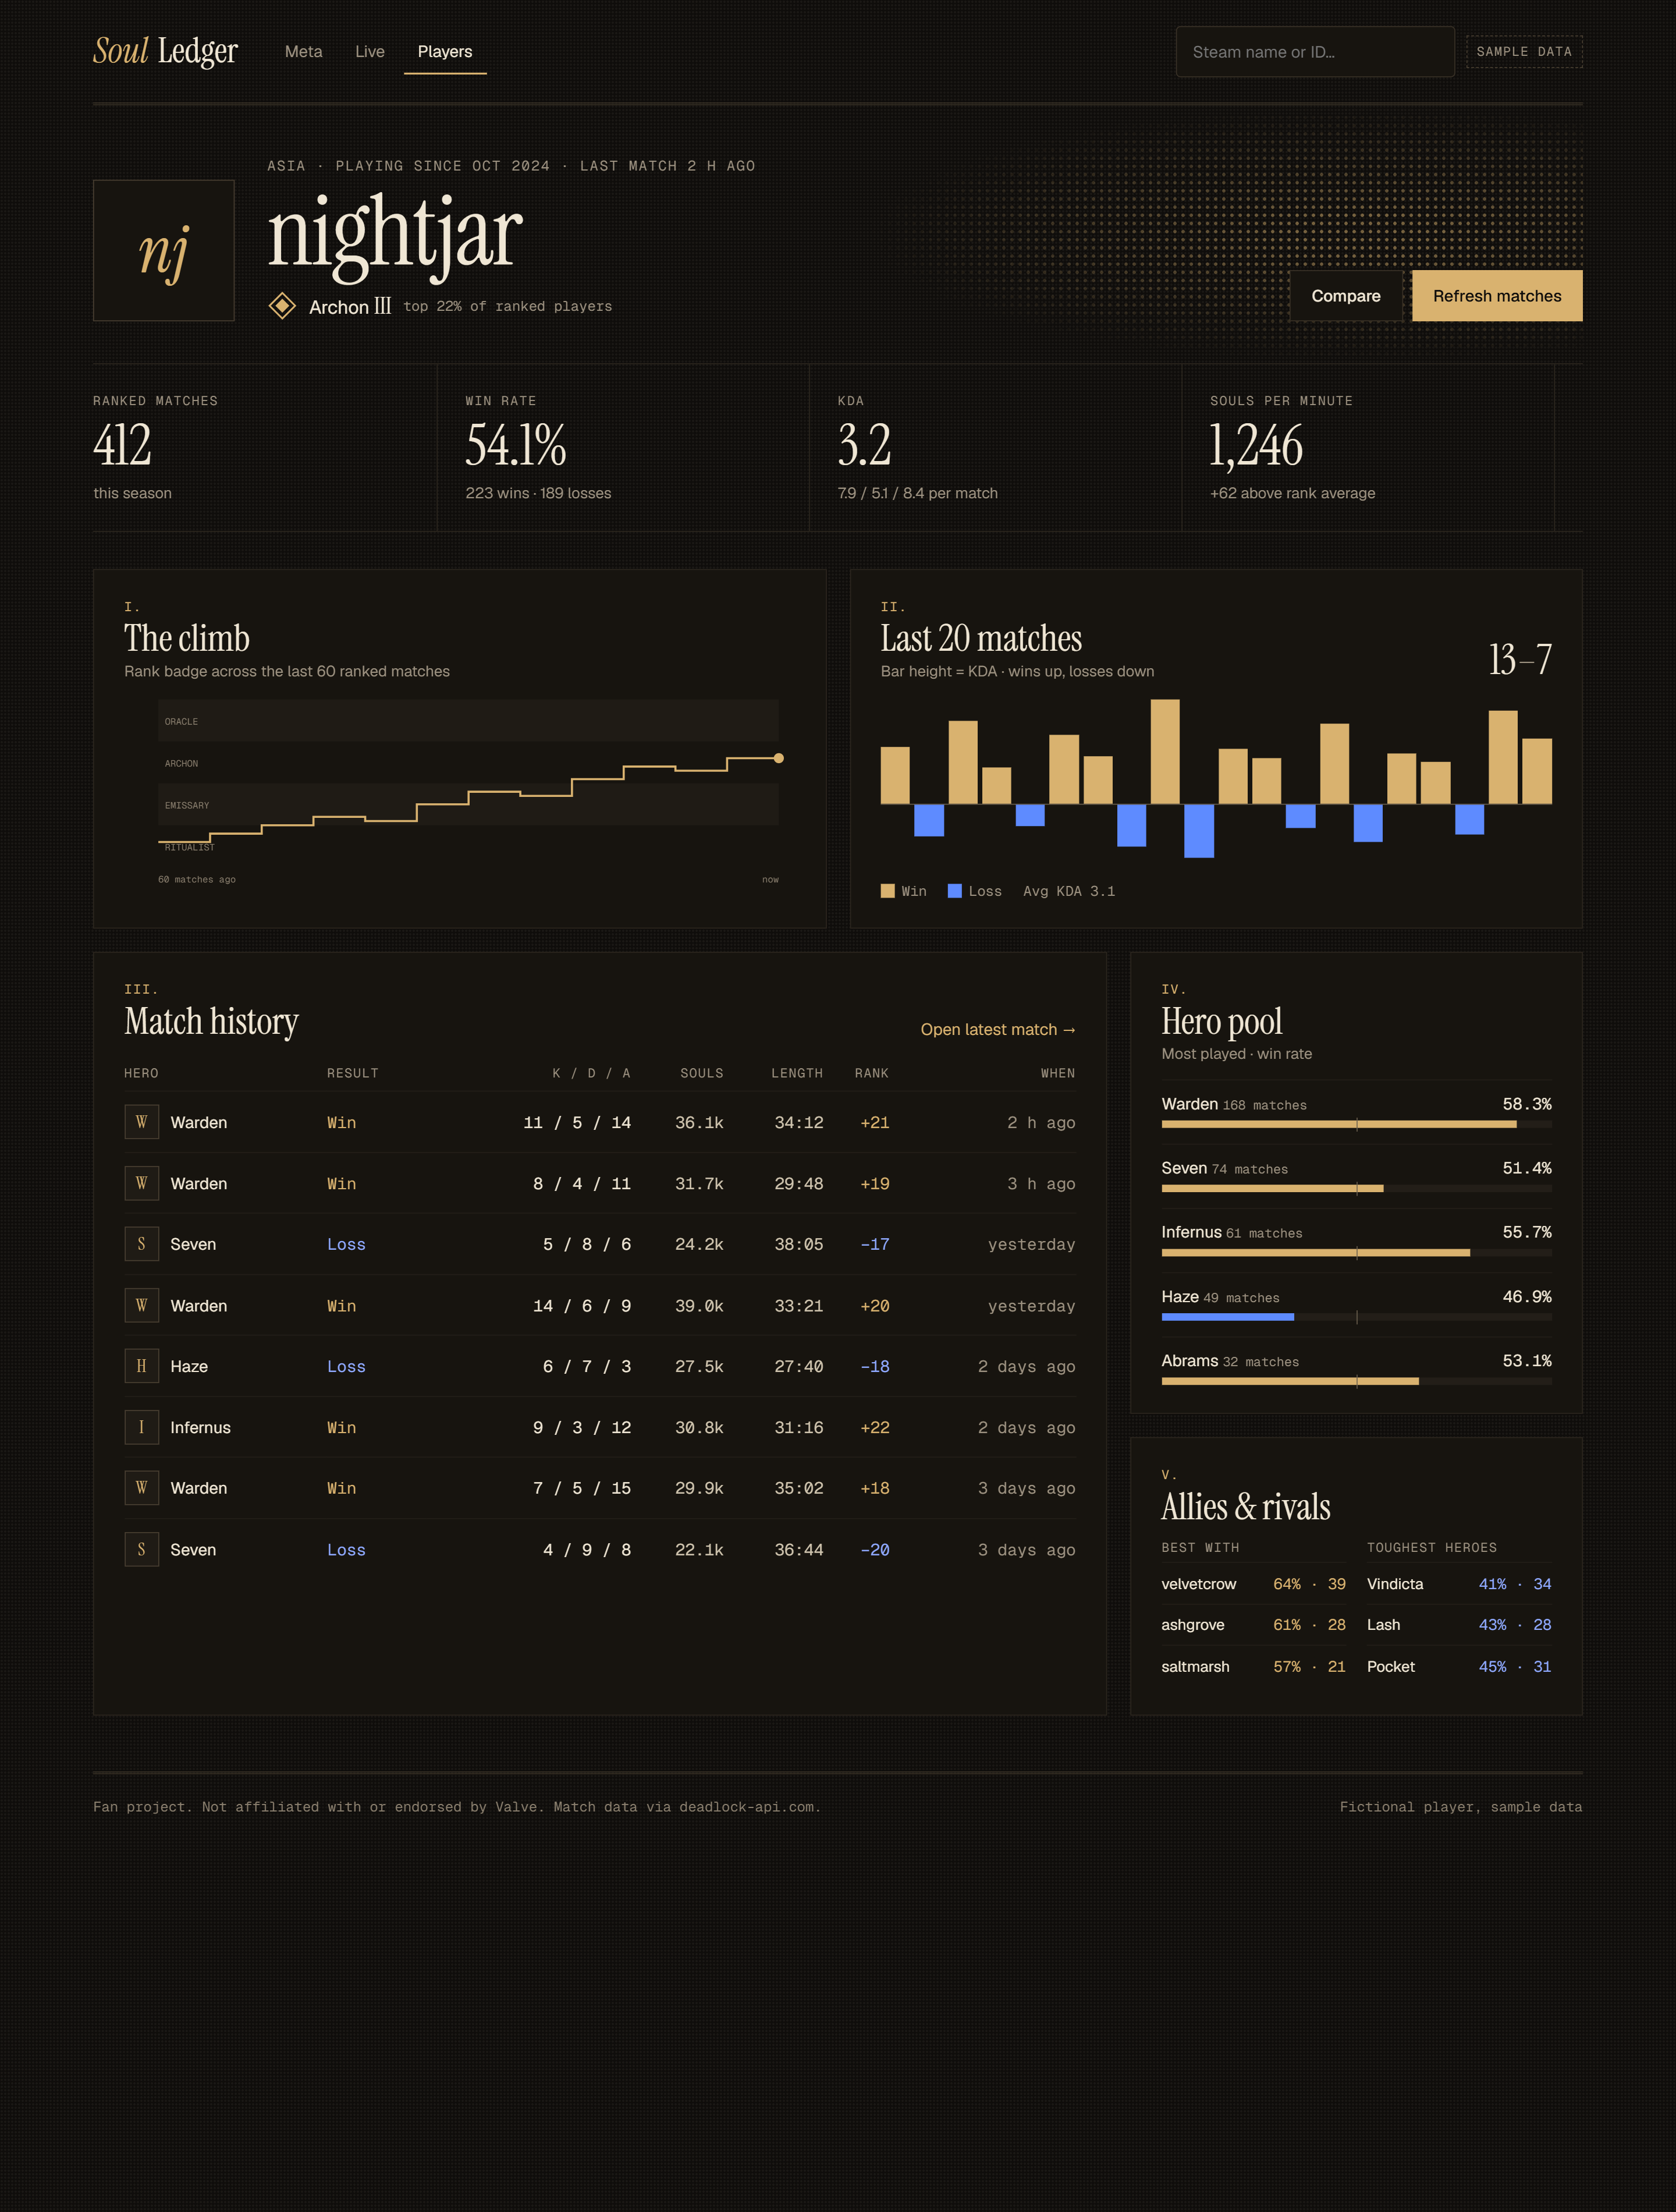 Soul Ledger Meta Live Players Steam name or ID… SAMPLE DATA
ASIA · PLAYING SINCE OCT 2024 · LAST MATCH 2 H AGO
nj
nightjar
Archon III top 22% of ranked players
Compare Refresh matches
RANKED MATCHES WIN RATE KDA SOULS PER MINUTE
412 54.1% 3.2 1,246
this season 223 wins · 189 losses 7.9 / 5.1 / 8.4 per match +62 above rank average
I.
The climb
Rank badge across the last 60 ranked matches
ORACLE
ARCHON
EMISSARY
RITUALIST
60 matches ago now
II.
Last 20 matches
Bar height = KDA · wins up, losses down
13–7
Win Loss Avg KDA 3.1
III.
Match history
Open latest match →
HERO RESULT K / D / A SOULS LENGTH RANK WHEN
W Warden Win 11 / 5 / 14 36.1k 34:12 +21 2 h ago
W Warden Win 8 / 4 / 11 31.7k 29:48 +19 3 h ago
S Seven Loss 5 / 8 / 6 24.2k 38:05 −17 yesterday
W Warden Win 14 / 6 / 9 39.0k 33:21 +20 yesterday
H Haze Loss 6 / 7 / 3 27.5k 27:40 −18 2 days ago
I Infernus Win 9 / 3 / 12 30.8k 31:16 +22 2 days ago
W Warden Win 7 / 5 / 15 29.9k 35:02 +18 3 days ago
S Seven Loss 4 / 9 / 8 22.1k 36:44 −20 3 days ago
IV.
Hero pool
Most played · win rate
Warden 168 matches 58.3%
Seven 74 matches 51.4%
Infernus 61 matches 55.7%
Haze 49 matches 46.9%
Abrams 32 matches 53.1%
V.
Allies & rivals
BEST WITH TOUGHEST HEROES
velvetcrow 64% · 39 Vindicta 41% · 34
ashgrove 61% · 28 Lash 43% · 28
saltmarsh 57% · 21 Pocket 45% · 31
Fan project. Not affiliated with or endorsed by Valve. Match data via deadlock-api.com. Fictional player, sample data